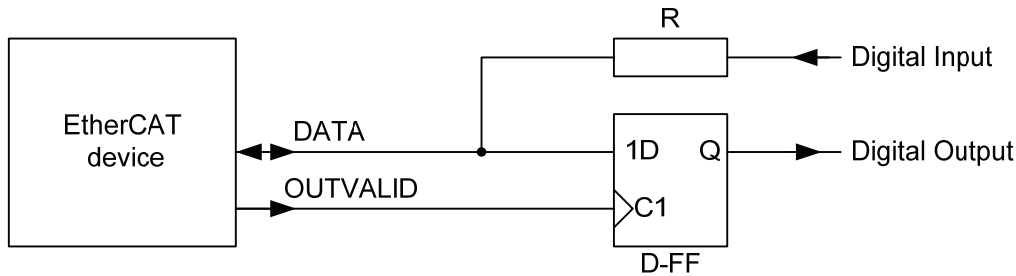 R
Digital Input
EtherCAT
device
DATA
1D
Q
Digital Output
OUTVALID
C1
D-FF